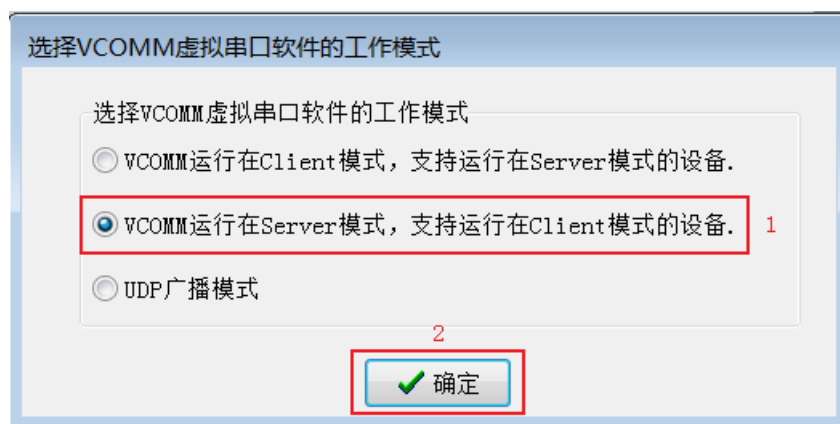 选择VCOMM虚拟串口软件的工作模式
选择VCOMM虚拟串口软件的工作模式
VCOMM运行在Client模式，支持运行在Server模式的设备.
VCOMM运行在Server模式，支持运行在Client模式的设备.
1
UDP广播模式
2
确定